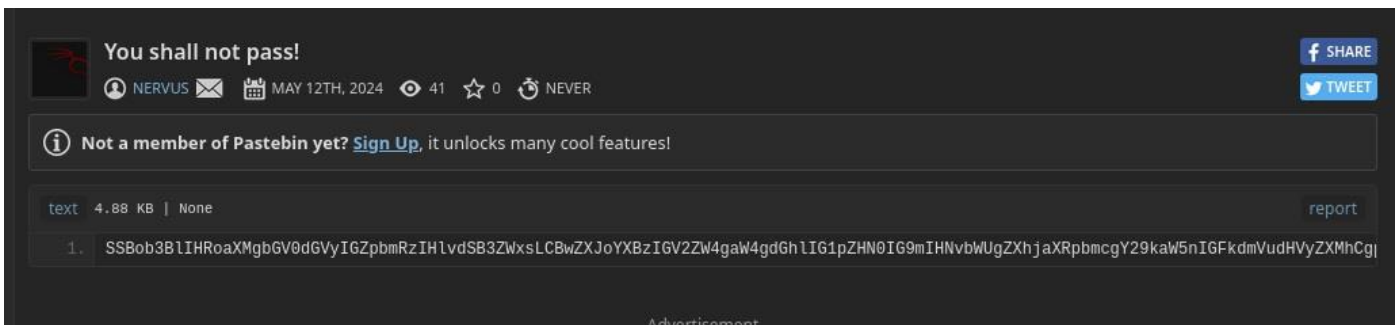 You shall not pass!
NERVUS MAY 12TH, 2024 41 0 NEVER
SHARE
TWEET
Not a member of Pastebin yet? Sign Up, it unlocks many cool features!
text 4.88 KB | None report
1. SSBob3BlIHRoaXMgbGV0dGVyIGZpbmRzIHlvdSB3ZWxsLCBwZXJoYXBzIGV2ZW4gaW4gdGhlIG1pZHN0IG9mIHNvbWUgZXhjaXRpbmcgY29kaW5nIGFkdmVudHVyZXMhCg
Advertisement